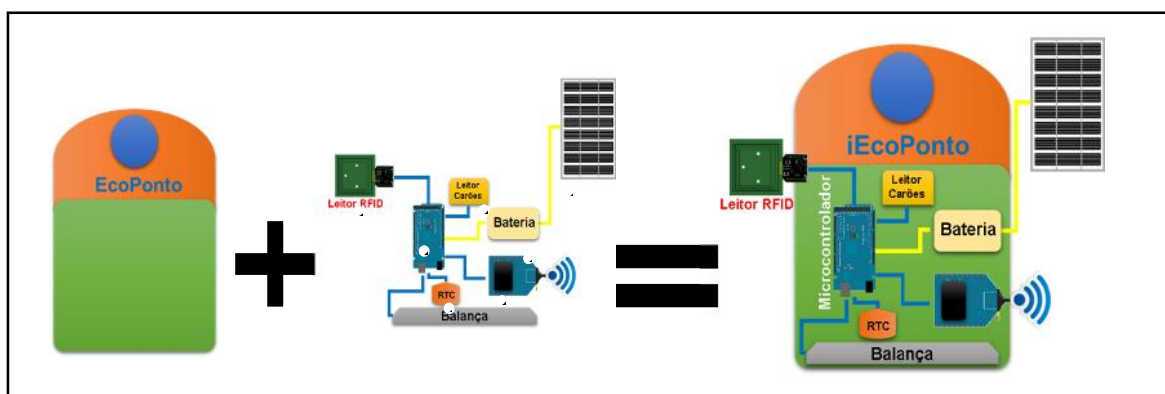 EcoPonto
Leitor RFID
Leitor
Carões
Bateria
RTC
Balança
iEcoPonto
Leitor RFID
Microcontrolador
Leitor
Carões
Bateria
RTC
Balança